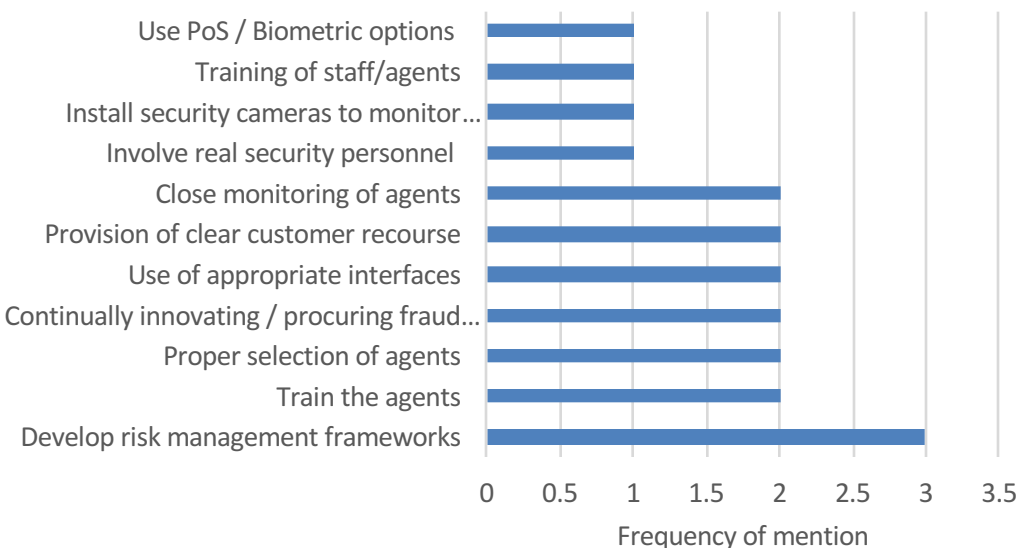 Use PoS / Biometric options
Training of staff/agents
Install security cameras to monitor...
Involve real security personnel
Close monitoring of agents
Provision of clear customer recourse
Use of appropriate interfaces
Continually innovating / procuring fraud...
Proper selection of agents
Train the agents
Develop risk management frameworks
0 0.5 1 1.5 2 2.5 3 3.5
Frequency of mention